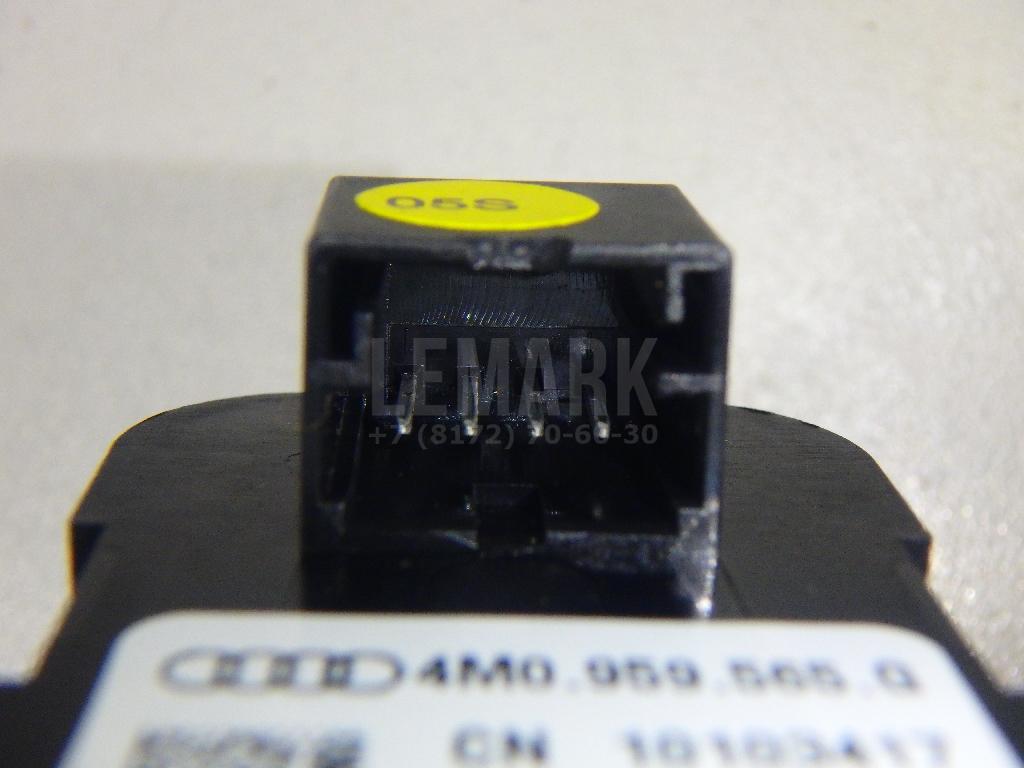 05S
LEMARK
+7 (8172) 70-60-30
4M0.959.565.Q
CN 10103417